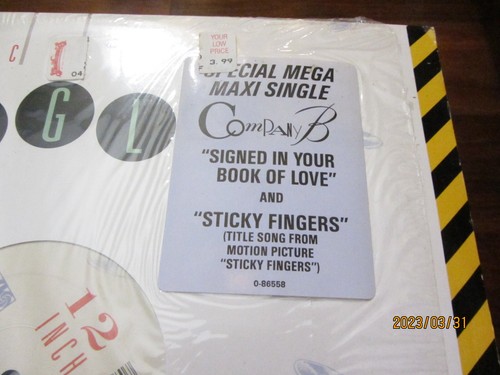 C
04
YOUR
LOW
PRICE
3.99
G L
SPECIAL MEGA
MAXI SINGLE
Company B
"SIGNED IN YOUR
BOOK OF LOVE"
AND
"STICKY FINGERS"
(TITLE SONG FROM
MOTION PICTURE
"STICKY FINGERS")
0-86558
12
INCH
2023/03/31